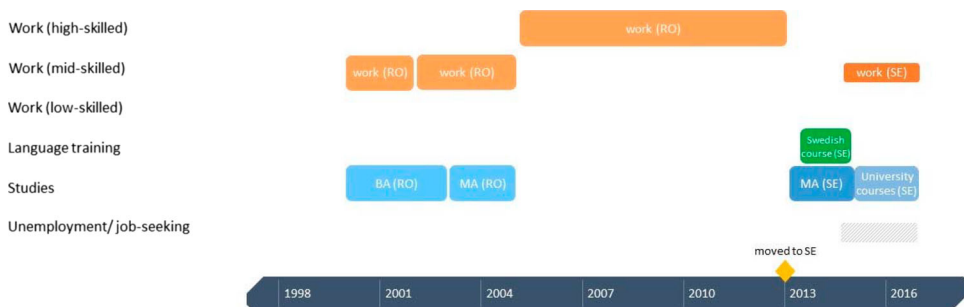 Work (high-skilled)
work (RO)
Work (mid-skilled)
work (RO)
work (RO)
work (SE)
Work (low-skilled)
Language training
Swedish
course (SE)
Studies
BA (RO)
MA (RO)
MA (SE)
University
courses (SE)
Unemployment/ job-seeking
moved to SE
1998
2001
2004
2007
2010
2013
2016